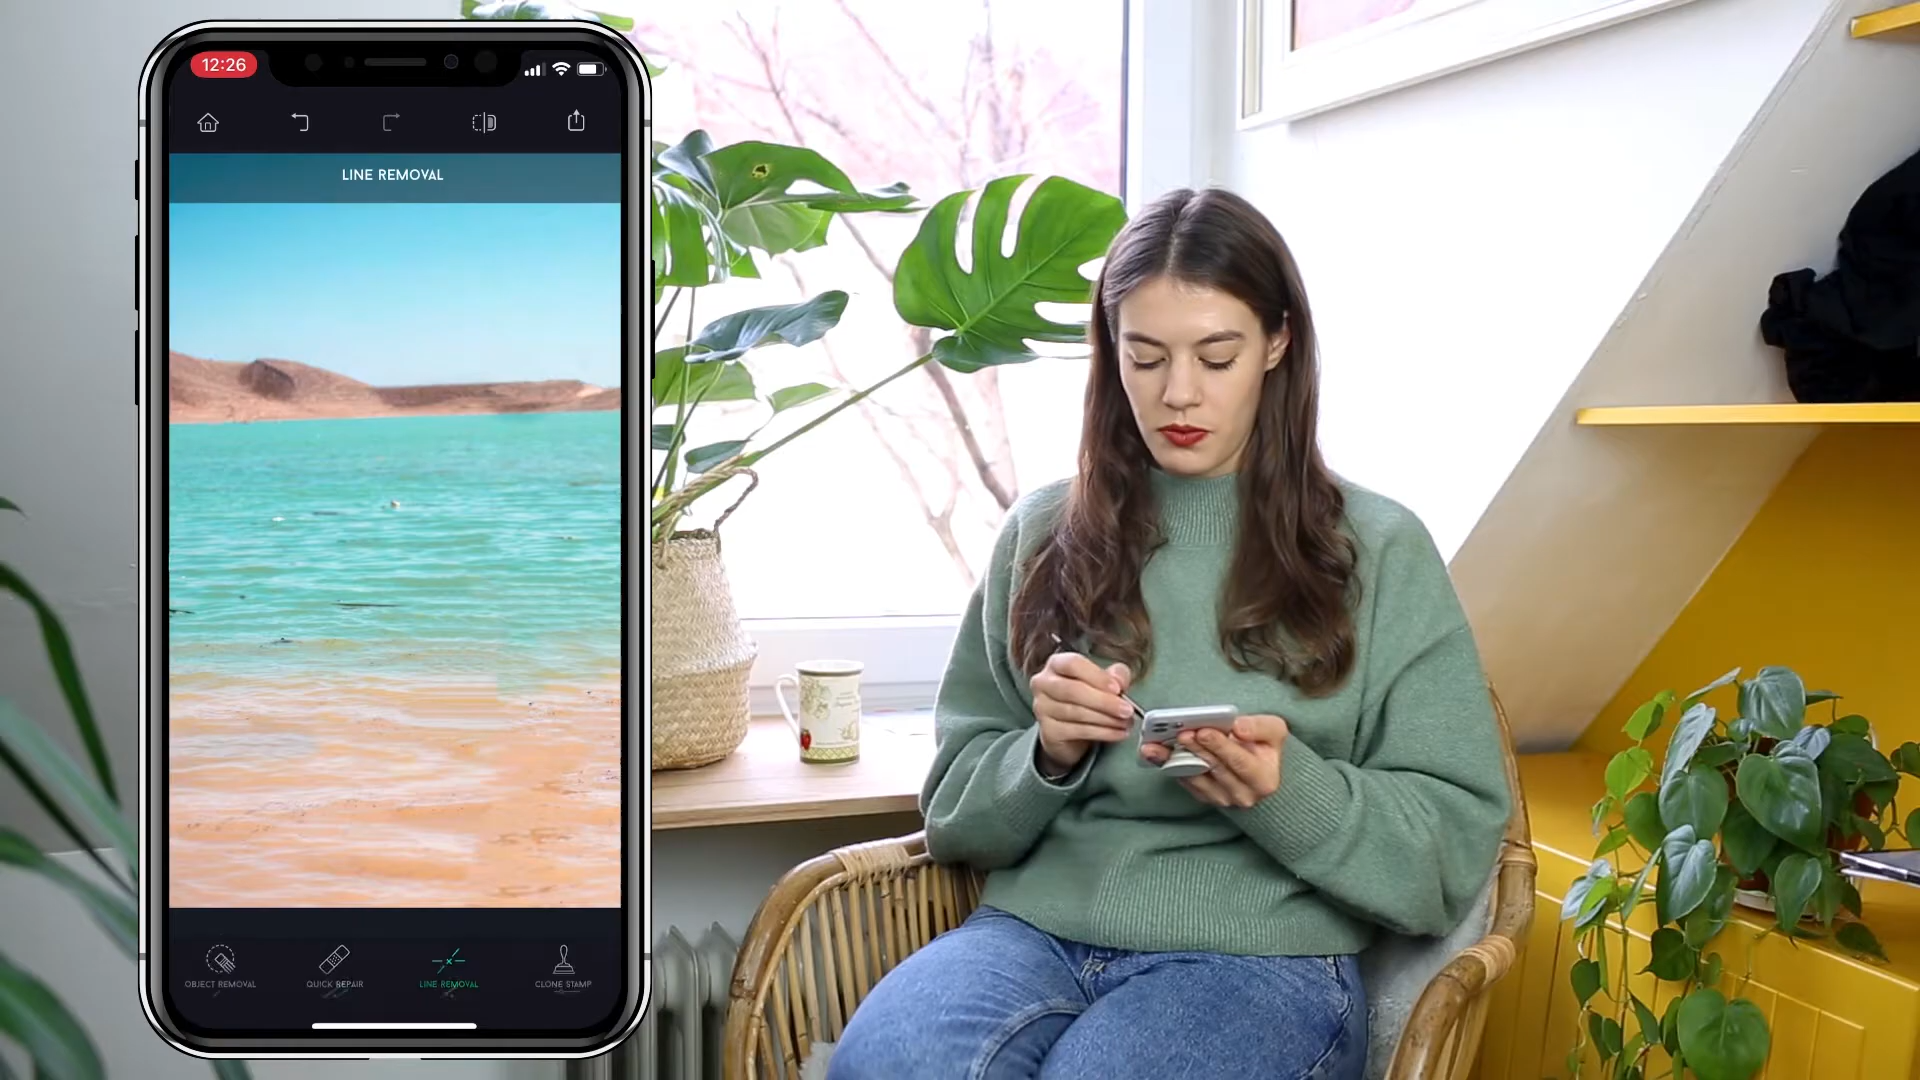 12:26
LINE REMOVAL
OBJECT REMOVAL
QUICK REPAIR
LINE REMOVAL
CLONE STAMP